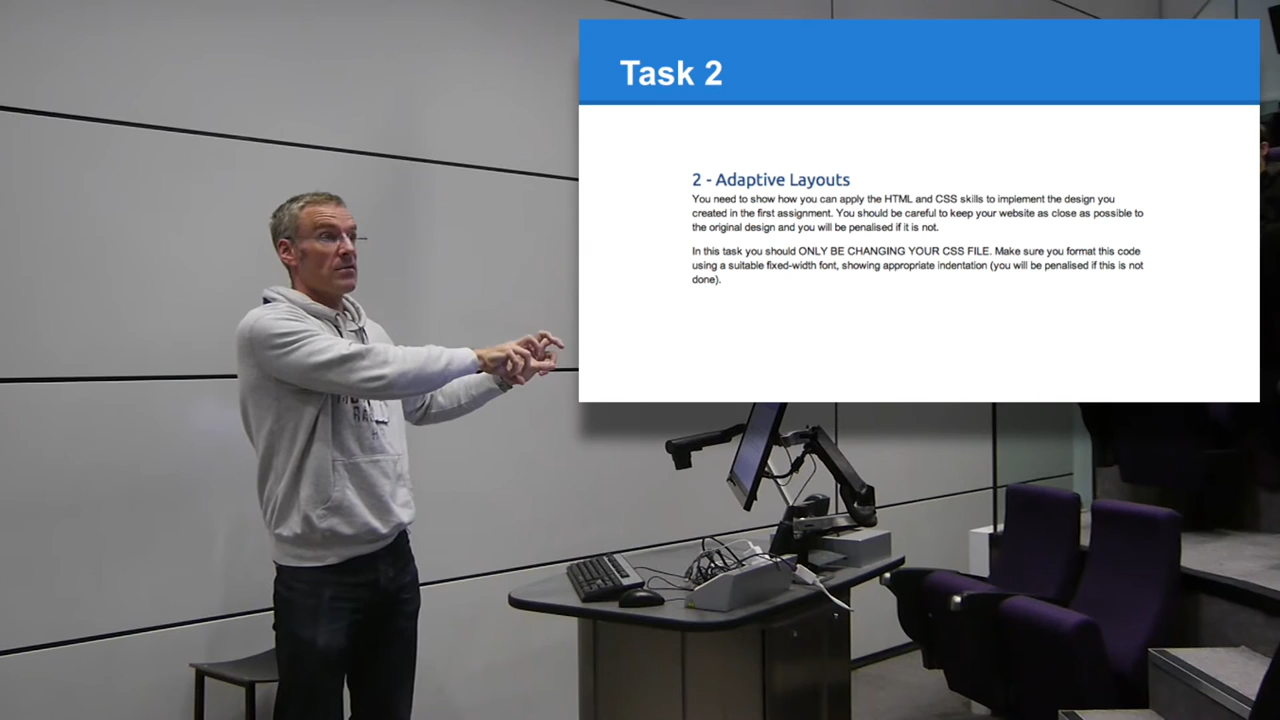 Task 2
2 - Adaptive Layouts
You need to show how you can apply the HTML and CSS skills to implement the design you
created in the first assignment. You should be careful to keep your website as close as possible to
the original design and you will be penalised if it is not.
In this task you should ONLY BE CHANGING YOUR CSS FILE. Make sure you format this code
using a suitable fixed-width font, showing appropriate indentation (you will be penalised if this is not
done).